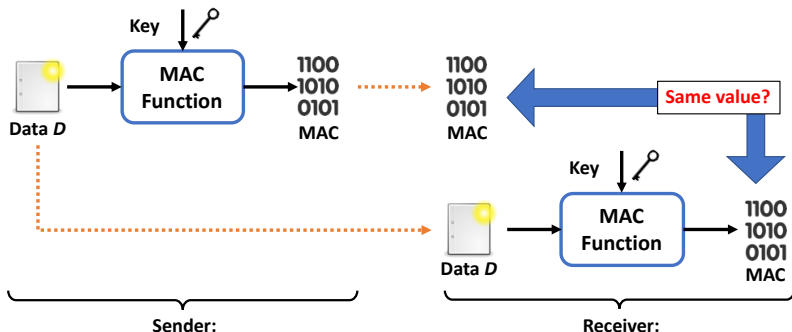 Key
MAC
Function
1100
1010
0101
MAC
Data D
1100
1010
0101
MAC
Same value?
Key
MAC
Function
Data D
1100
1010
0101
MAC
Sender:
Receiver: